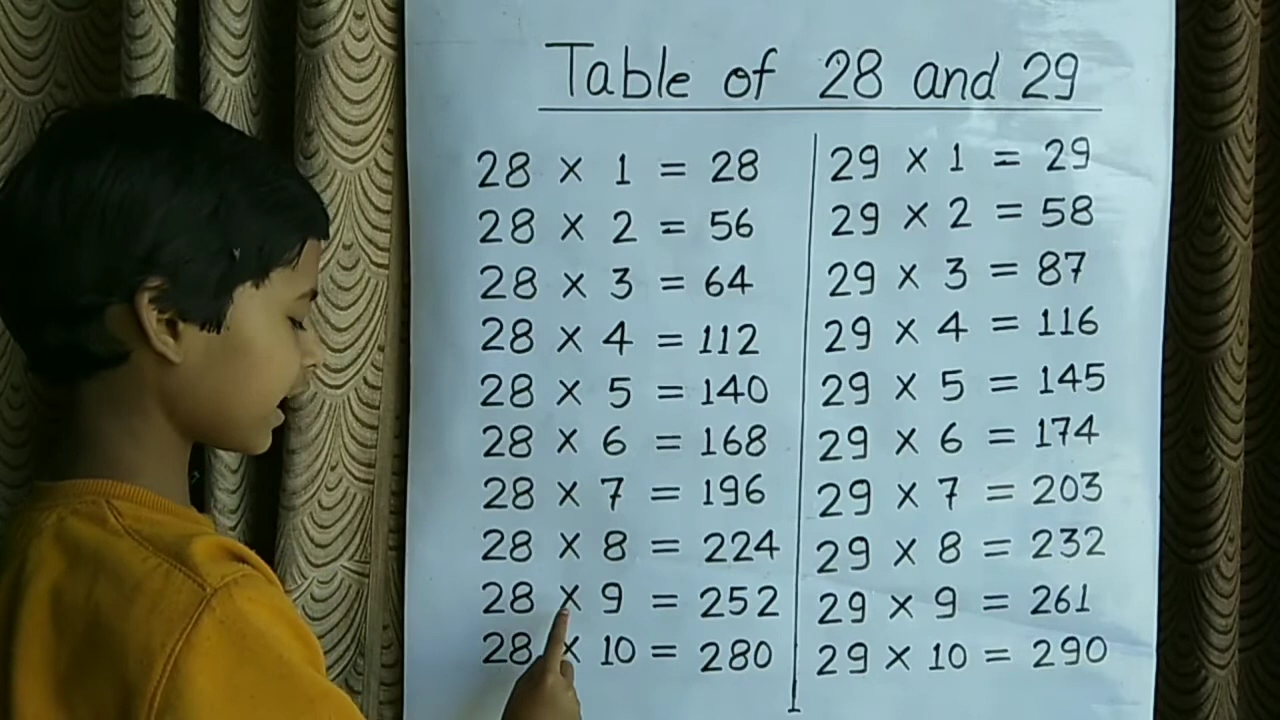 Table of 28 and 29
28 × 1 = 28
28 × 2 = 56
28 × 3 = 64
28 × 4 = 112
28 × 5 = 140
28 × 6 = 168
28 × 7 = 196
28 × 8 = 224
28 × 9 = 252
28 × 10 = 280
29 × 1 = 29
29 × 2 = 58
29 × 3 = 87
29 × 4 = 116
29 × 5 = 145
29 × 6 = 174
29 × 7 = 203
29 × 8 = 232
29 × 9 = 261
29 × 10 = 290